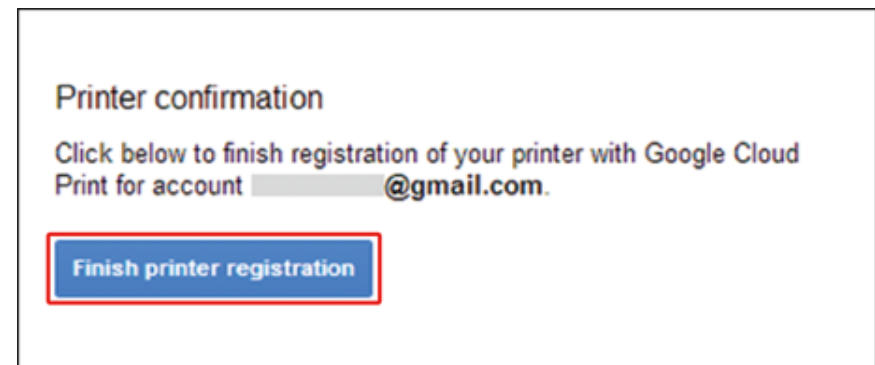 Printer confirmation
Click below to finish registration of your printer with Google Cloud
Print for account @gmail.com.
Finish printer registration